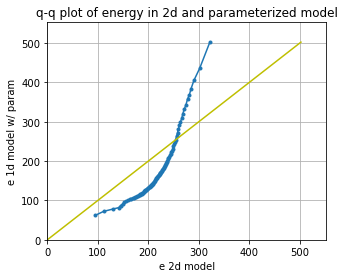 q-q plot of energy in 2d and parameterized model
e 1d model w/ param
500
400
300
200
100
0
0 100 200 300 400 500
e 2d model